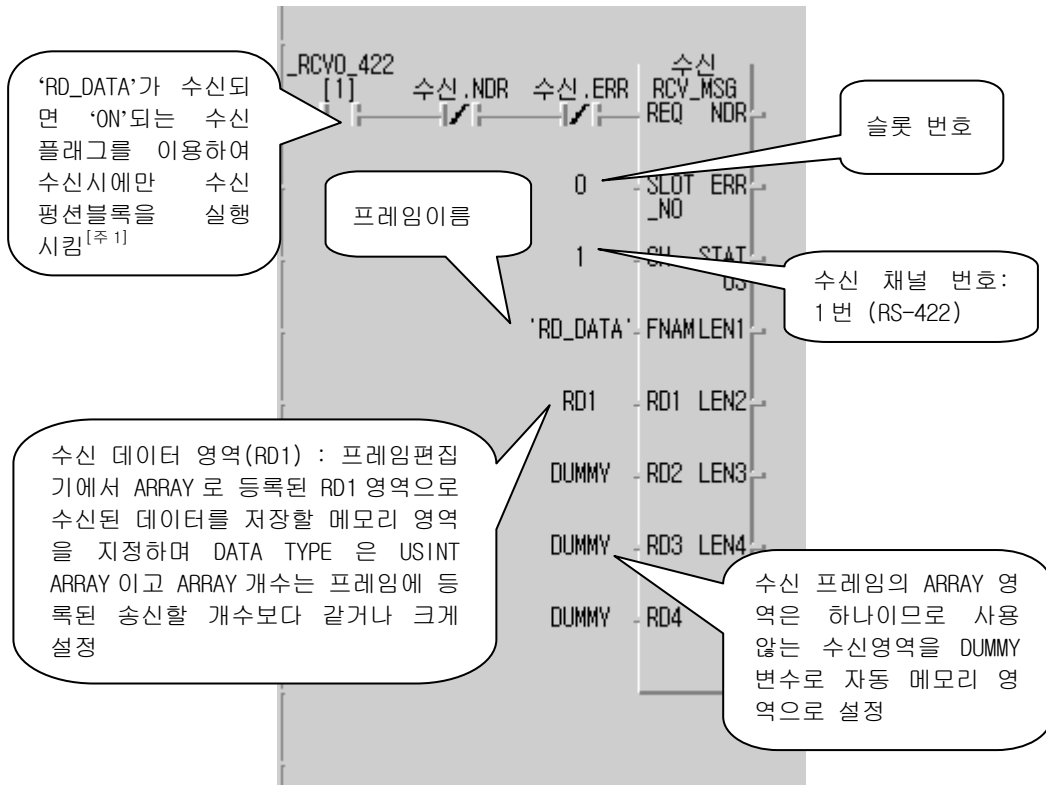 ‘RD_DATA’가 수신되
면 ‘ON’되는 수신
플래그를 이용하여
수신시에만 수신
펑션블록을 실행
시킴[주 1]
_RCV0_422
[1]
수신.NDR
수신.ERR
수신
RCV_MSG
REQ NDR
슬롯 번호
0
SLOT ERR
_NO
프레임이름
1
CH STAT
US
수신 채널 번호:
1번 (RS-422)
'RD_DATA'
FNAM LEN1
RD1
RD1 LEN2
수신 데이터 영역(RD1) : 프레임편집
기에서 ARRAY로 등록된 RD1영역으로
수신된 데이터를 저장할 메모리 영역
을 지정하며 DATA TYPE 은 USINT
ARRAY이고 ARRAY개수는 프레임에 등
록된 송신할 개수보다 같거나 크게
설정
DUMMY
RD2 LEN3
DUMMY
RD3 LEN4
DUMMY
RD4
수신 프레임의 ARRAY 영
역은 하나이므로 사용
않는 수신영역을 DUMMY
변수로 자동 메모리 영
역으로 설정